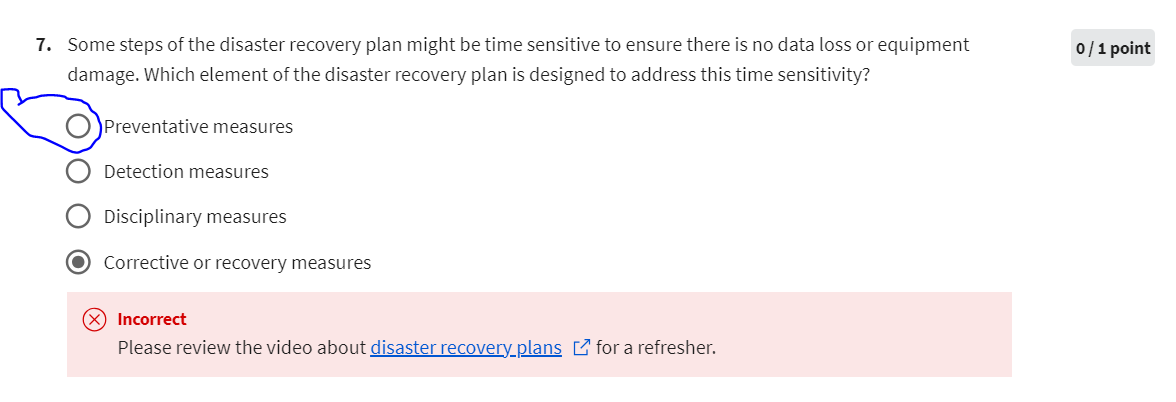 7. Some steps of the disaster recovery plan might be time sensitive to ensure there is no data loss or equipment
damage. Which element of the disaster recovery plan is designed to address this time sensitivity?
0 / 1 point
Preventative measures
Detection measures
Disciplinary measures
Corrective or recovery measures
Incorrect
Please review the video about disaster recovery plans for a refresher.